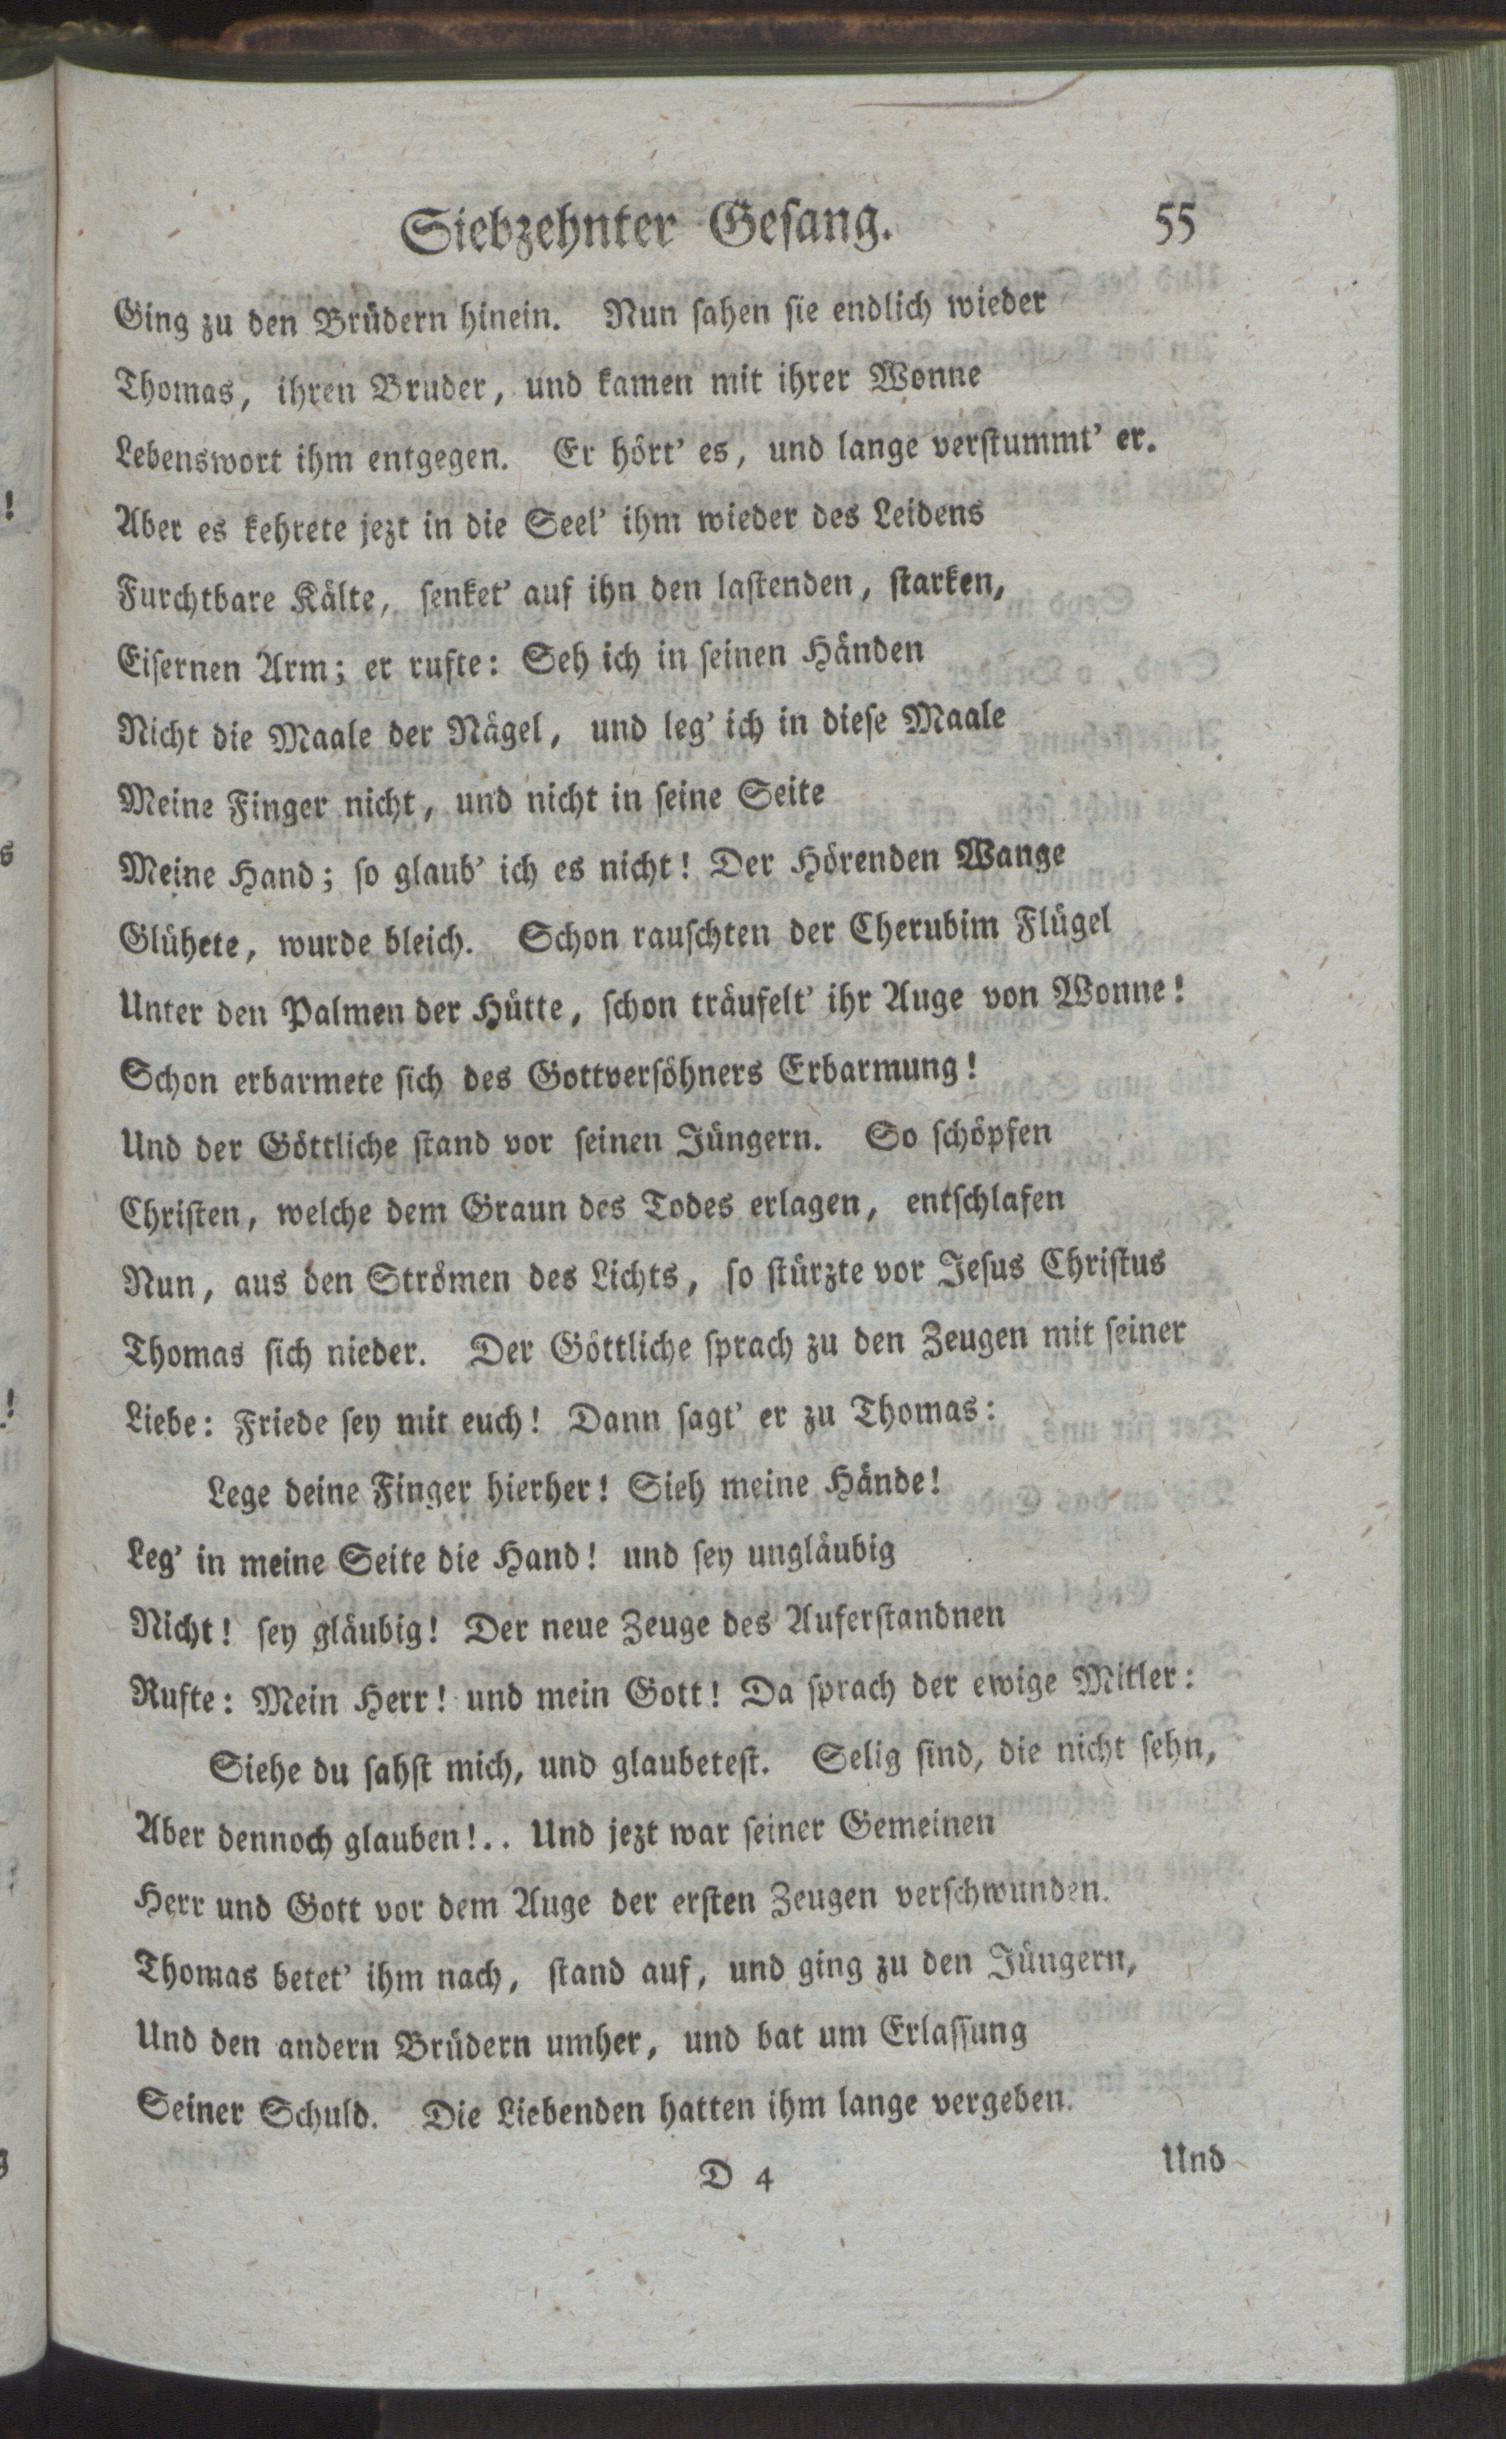 Siebzehnter Geſang. 55
Ging zu den Brüdern hinein. Nun ſahen ſie endlich wieder
Thomas, ihren Bruder, und kamen mit ihrer Wonne
Lebenswort ihm entgegen. Er hört' es, und lange verſtummt' er.
Aber es kehrete jezt in die Seel' ihm wieder des Leidens
Furchtbare Kälte, ſenket' auf ihn den laſtenden, ſtarken,
Eiſernen Arm; er rufte: Seh ich in ſeinen Händen
Nicht die Maale der Nägel, und leg' ich in dieſe Maale
Meine Finger nicht, und nicht in ſeine Seite
Meine Hand; ſo glaub' ich es nicht! Der Hörenden Wange
Glühete, wurde bleich. Schon rauſchten der Cherubim Flügel
Unter den Palmen der Hütte, ſchon träufelt' ihr Auge von Wonne!
Schon erbarmete ſich des Gottverſöhners Erbarmung!
Und der Göttliche ſtand vor ſeinen Jüngern. So ſchöpfen
Chriſten, welche dem Graun des Todes erlagen, entſchlafen
Nun, aus den Strömen des Lichts, ſo ſtürzte vor Jeſus Chriſtus
Thomas ſich nieder. Der Göttliche ſprach zu den Zeugen mit ſeiner
Liebe: Friede ſey mit euch! Dann ſagt' er zu Thomas:
Lege deine Finger hierher! Sieh meine Hände!
Leg' in meine Seite die Hand! und ſey ungläubig
Nicht! ſey gläubig! Der neue Zeuge des Auferſtandnen
Rufte: Mein Herr! und mein Gott! Da ſprach der ewige Mitler:
Siehe du ſahſt mich, und glaubeteſt. Selig ſind, die nicht ſehn,
Aber dennoch glauben!.. Und jezt war ſeiner Gemeinen
Herr und Gott vor dem Auge der erſten Zeugen verſchwunden.
Thomas betet' ihm nach, ſtand auf, und ging zu den Jüngern,
Und den andern Brüdern umher, und bat um Erlaſſung
Seiner Schuld. Die Liebenden hatten ihm lange vergeben.
D 4 Und